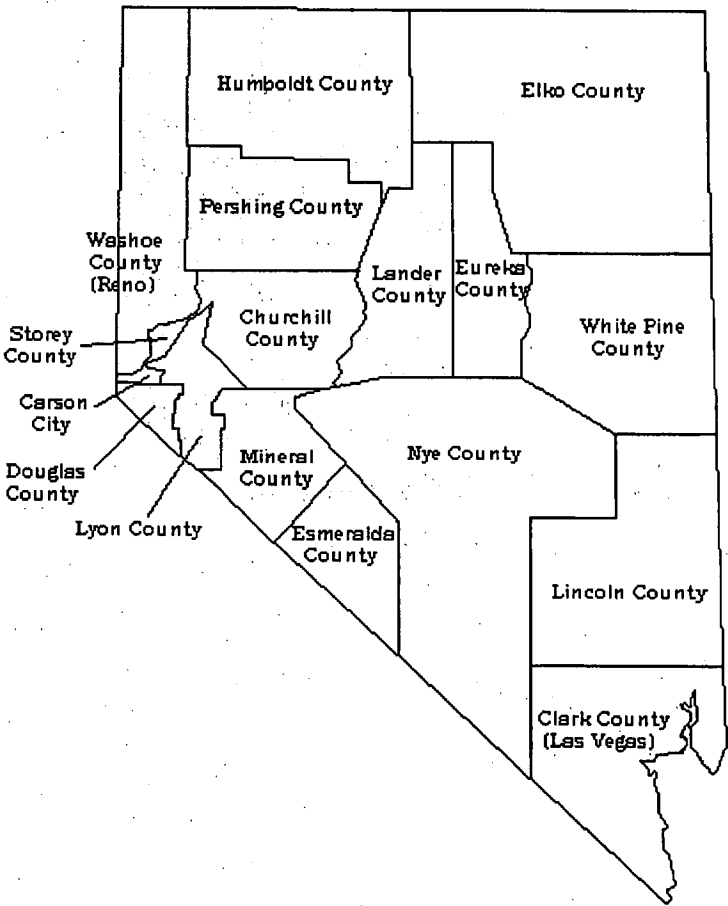 Humboldt County
Elko County
Pershing County
Washoe
County
(Reno)
Lander
County
Eureka
County
Churchill
County
Storey
County
White Pine
County
Carson
City
Mineral
County
Nye County
Douglas
County
Lyon County
Esmeralda
County
Lincoln County
Clark County
(Las Vegas)